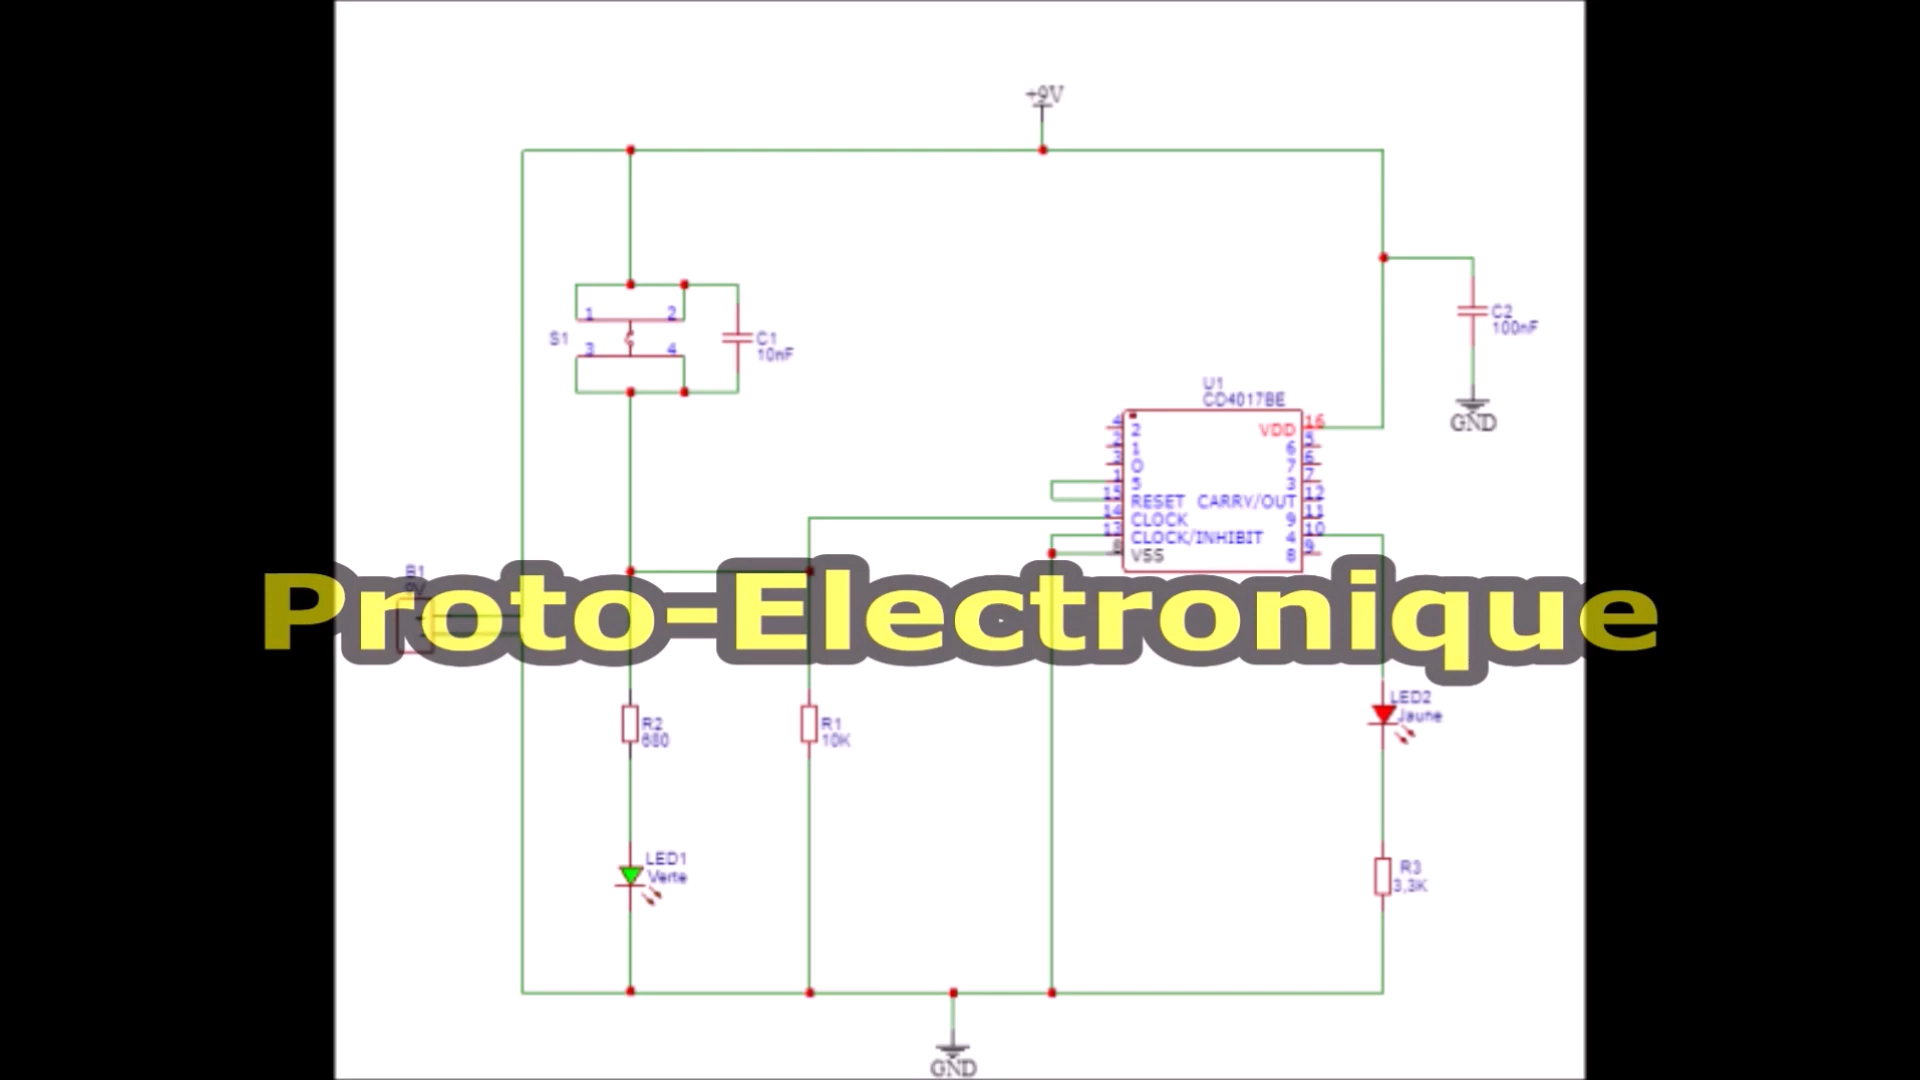 +9V
1 2
S1
3 4
C1
10nF
C2
100nF
GND
U1
CD4017BE
4 2 VDD 16
2 1 6 5
3 0 7 6
1 5 3 7
15 RESET CARRY/OUT 12
14 CLOCK 9 11
13 CLOCK/INHIBIT 4 10
8 VSS 8 9
B1
Proto-Electronique
R2
680
R1
10K
LED2
Jaune
LED1
Verte
R3
3,3K
GND